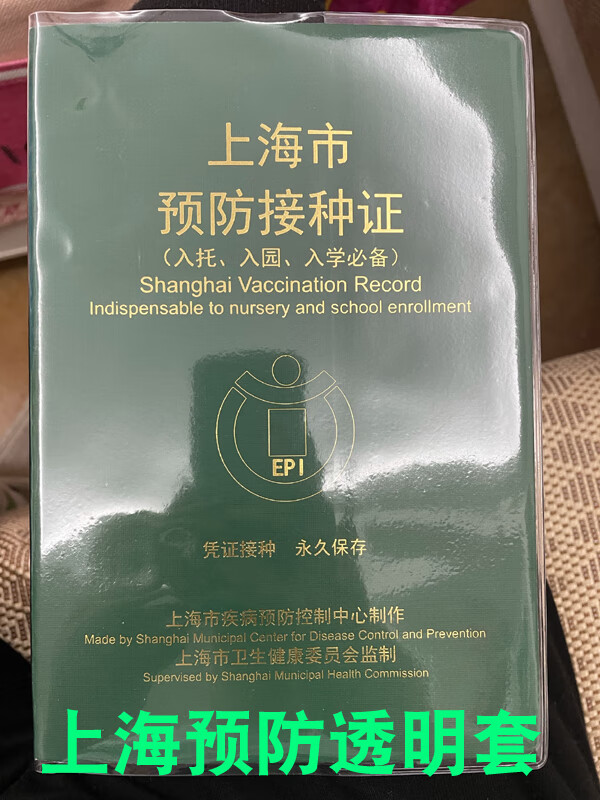 上海市
预防接种证
（入托、入园、入学必备）
Shanghai Vaccination Record
Indispensable to nursery and school enrollment
EPI
凭证接种 永久保存
上海市疾病预防控制中心制作
Made by Shanghai Municipal Center for Disease Control and Prevention
上海市卫生健康委员会监制
Supervised by Shanghai Municipal Health Commission
上海预防透明套